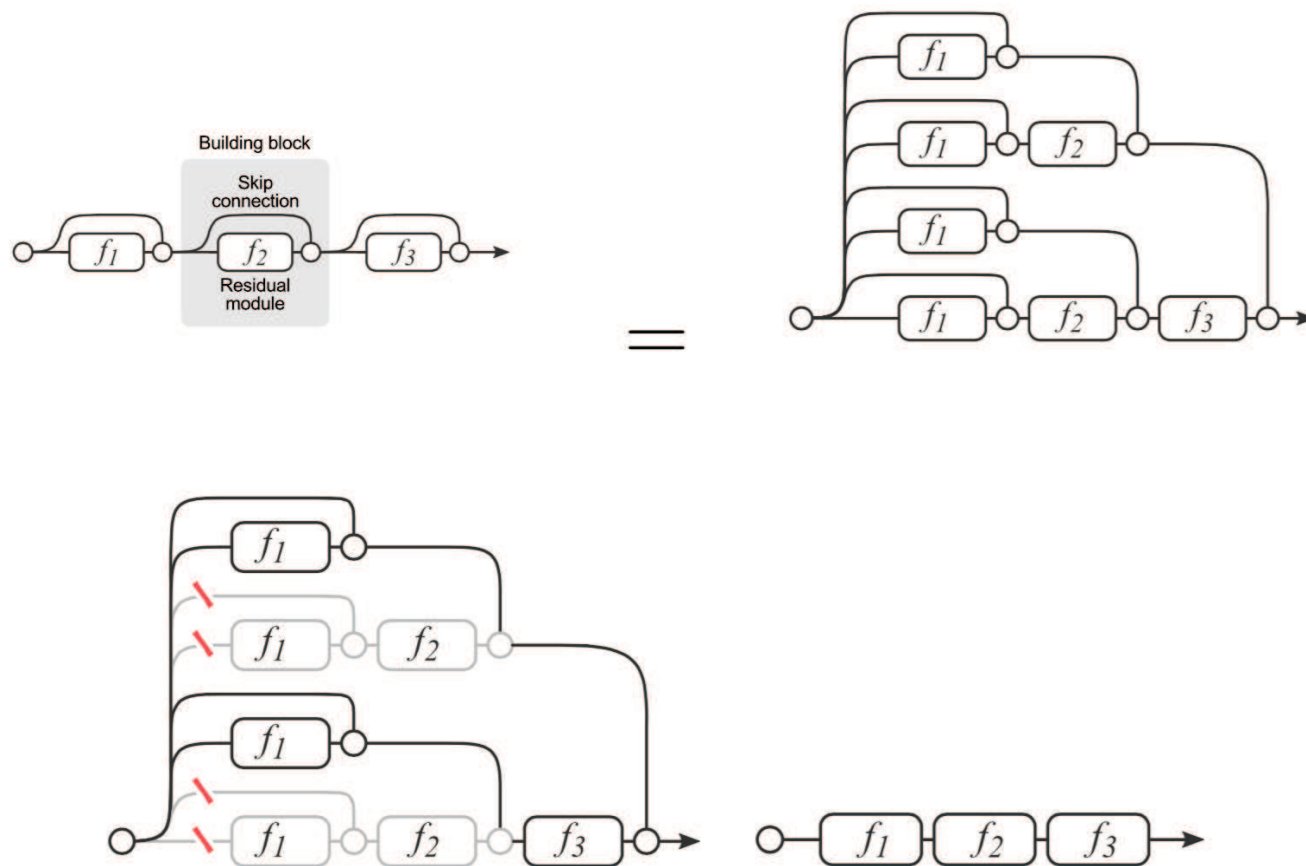 Building block
Skip
connection
f1 f2 f3
Residual
module
=
f1
f1 f2
f1
f1 f2 f3
f1
f1 f2
f1
f1 f2 f3
f1 f2 f3